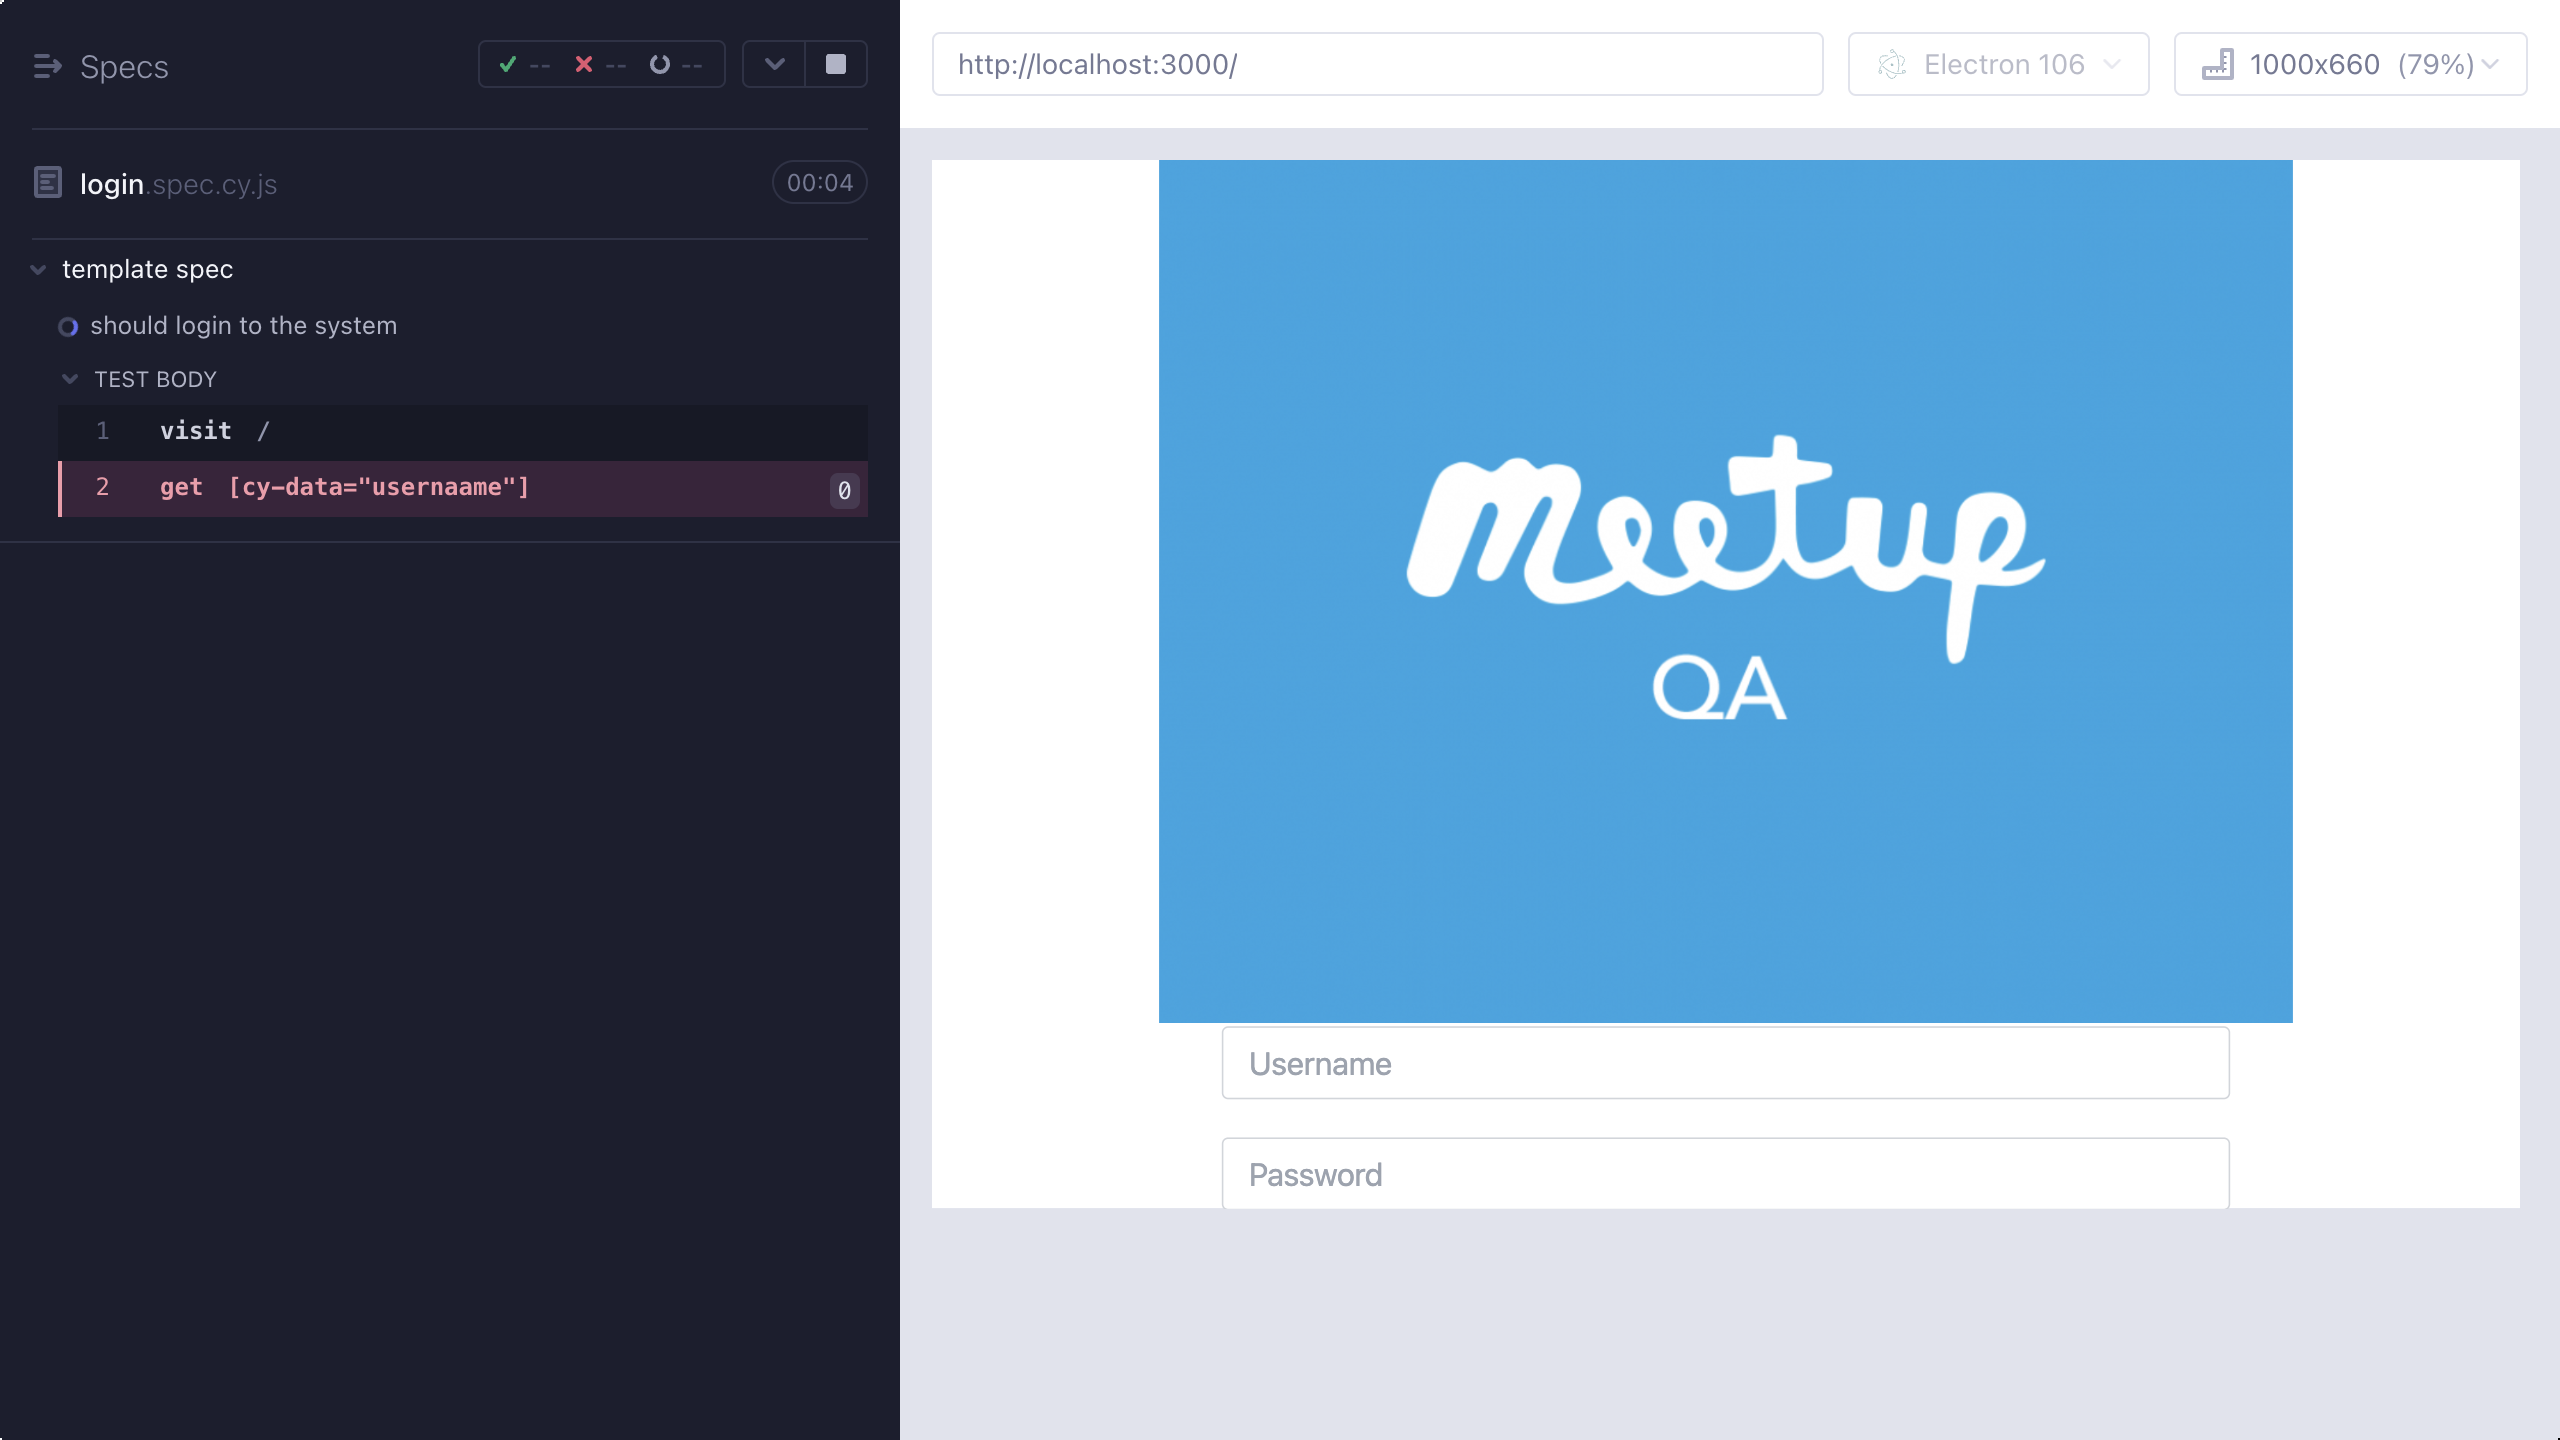 Specs
-- -- --
login.spec.cy.js
00:04
template spec
should login to the system
TEST BODY
1 visit /
2 get [cy-data="usernaame"] 0
http://localhost:3000/
Electron 106
1000x660 (79%)
Meetup
QA
Username
Password